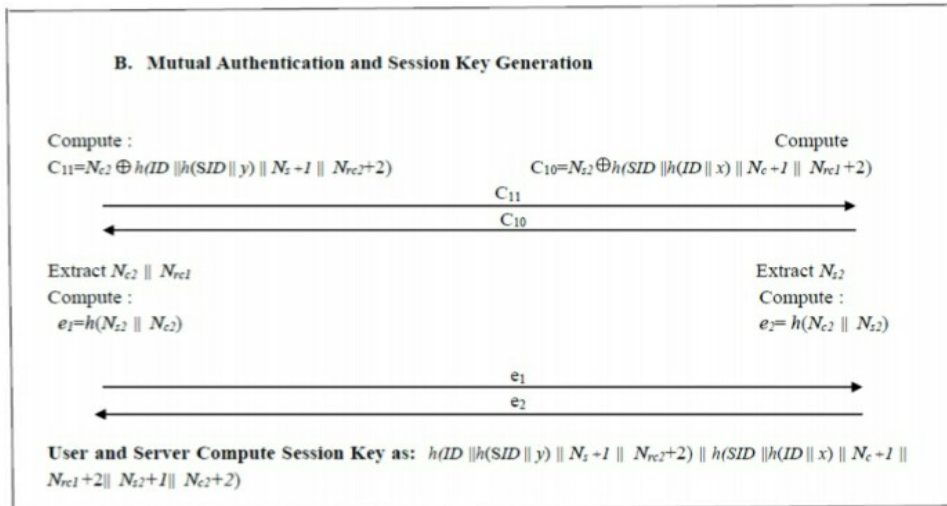 B. Mutual Authentication and Session Key Generation
Compute :
Compute
C11=Nc2 ⊕ h(ID ||h(SID || y) || Ns +1 || Nrc2+2)
C10=Ns2⊕h(SID ||h(ID || x) || Nc +1 || Nrc1+2)
C11
C10
Extract Nc2 || Nrc1
Extract Ns2
Compute :
Compute :
e1=h(Ns2 || Nc2)
e2= h(Nc2 || Ns2)
e1
e2
User and Server Compute Session Key as: h(ID ||h(SID || y) || Ns +1 || Nrc2+2) || h(SID ||h(ID || x) || Nc +1 ||
Nrc1+2|| Ns2+1|| Nc2+2)